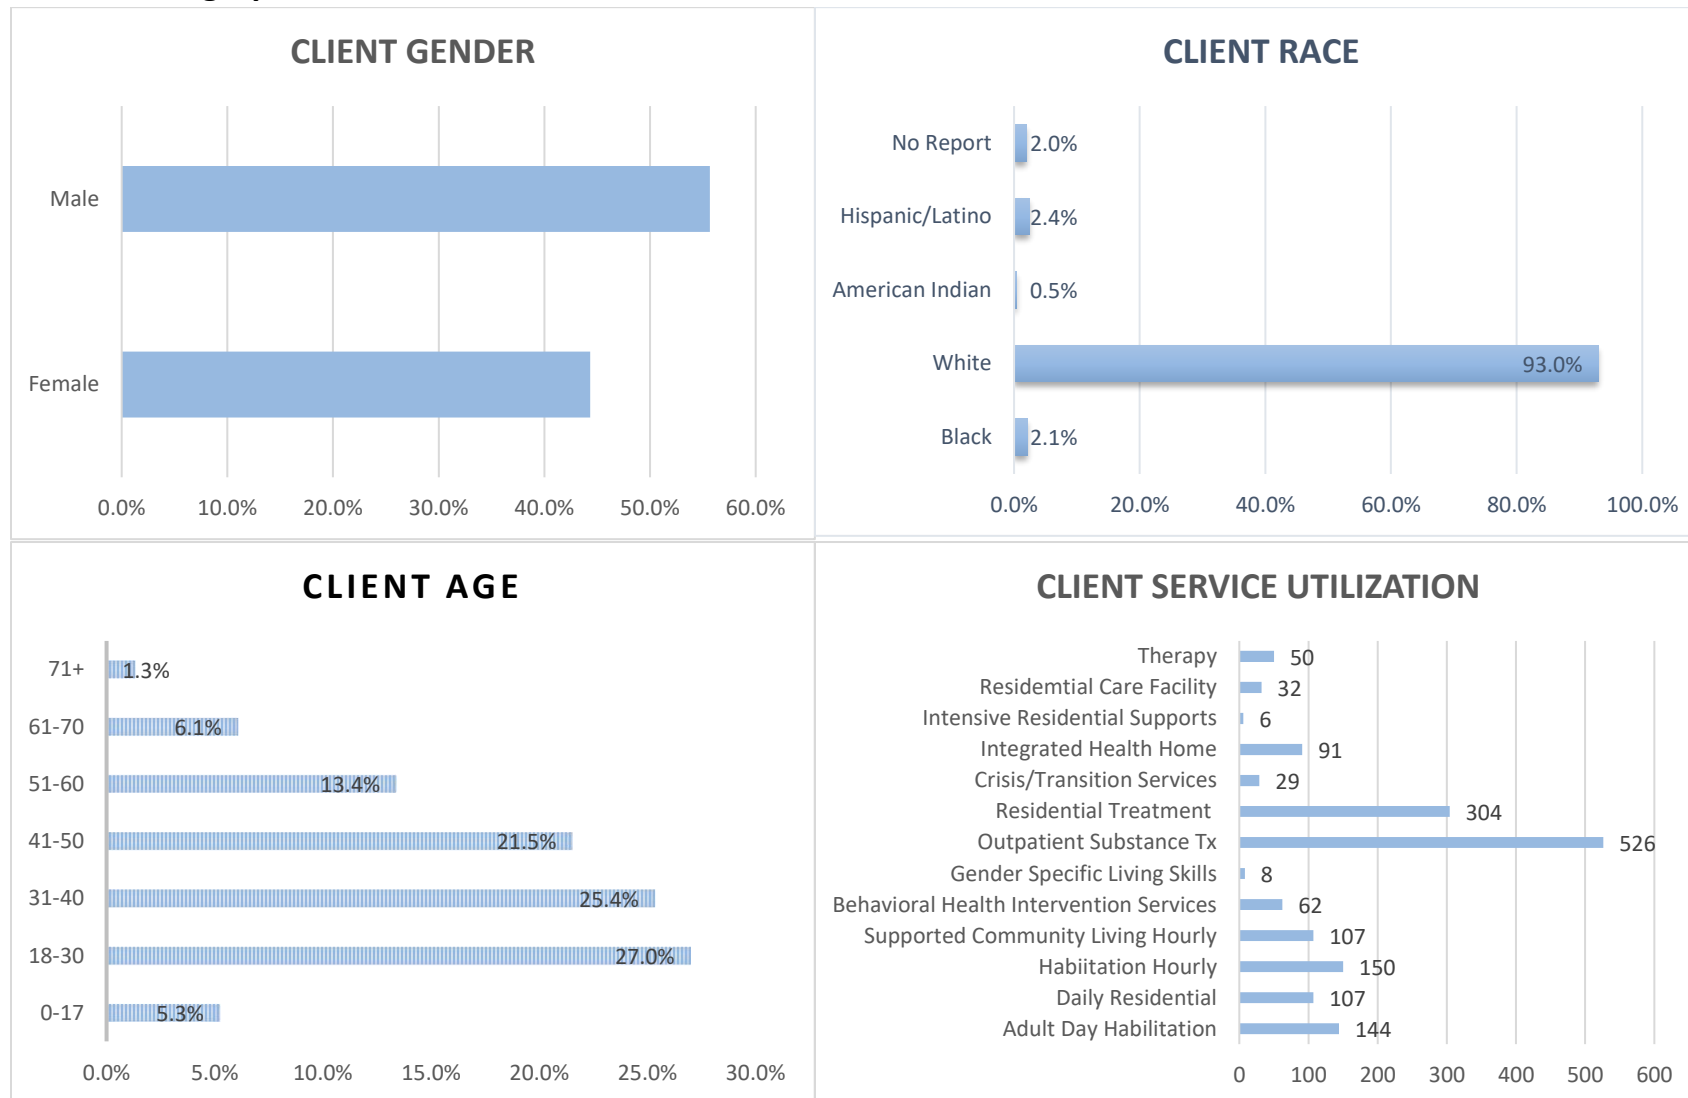 CLIENT GENDER
Male
Female
0.0% 10.0% 20.0% 30.0% 40.0% 50.0% 60.0%
CLIENT RACE
No Report 2.0%
Hispanic/Latino 2.4%
American Indian 0.5%
White 93.0%
Black 2.1%
0.0% 20.0% 40.0% 60.0% 80.0% 100.0%
CLIENT AGE
71+ 1.3%
61-70 6.1%
51-60 13.4%
41-50 21.5%
31-40 25.4%
18-30 27.0%
0-17 5.3%
0.0% 5.0% 10.0% 15.0% 20.0% 25.0% 30.0%
CLIENT SERVICE UTILIZATION
Therapy 50
Residemtial Care Facility 32
Intensive Residential Supports 6
Integrated Health Home 91
Crisis/Transition Services 29
Residential Treatment 304
Outpatient Substance Tx 526
Gender Specific Living Skills 8
Behavioral Health Intervention Services 62
Supported Community Living Hourly 107
Habiitation Hourly 150
Daily Residential 107
Adult Day Habilitation 144
0 100 200 300 400 500 600